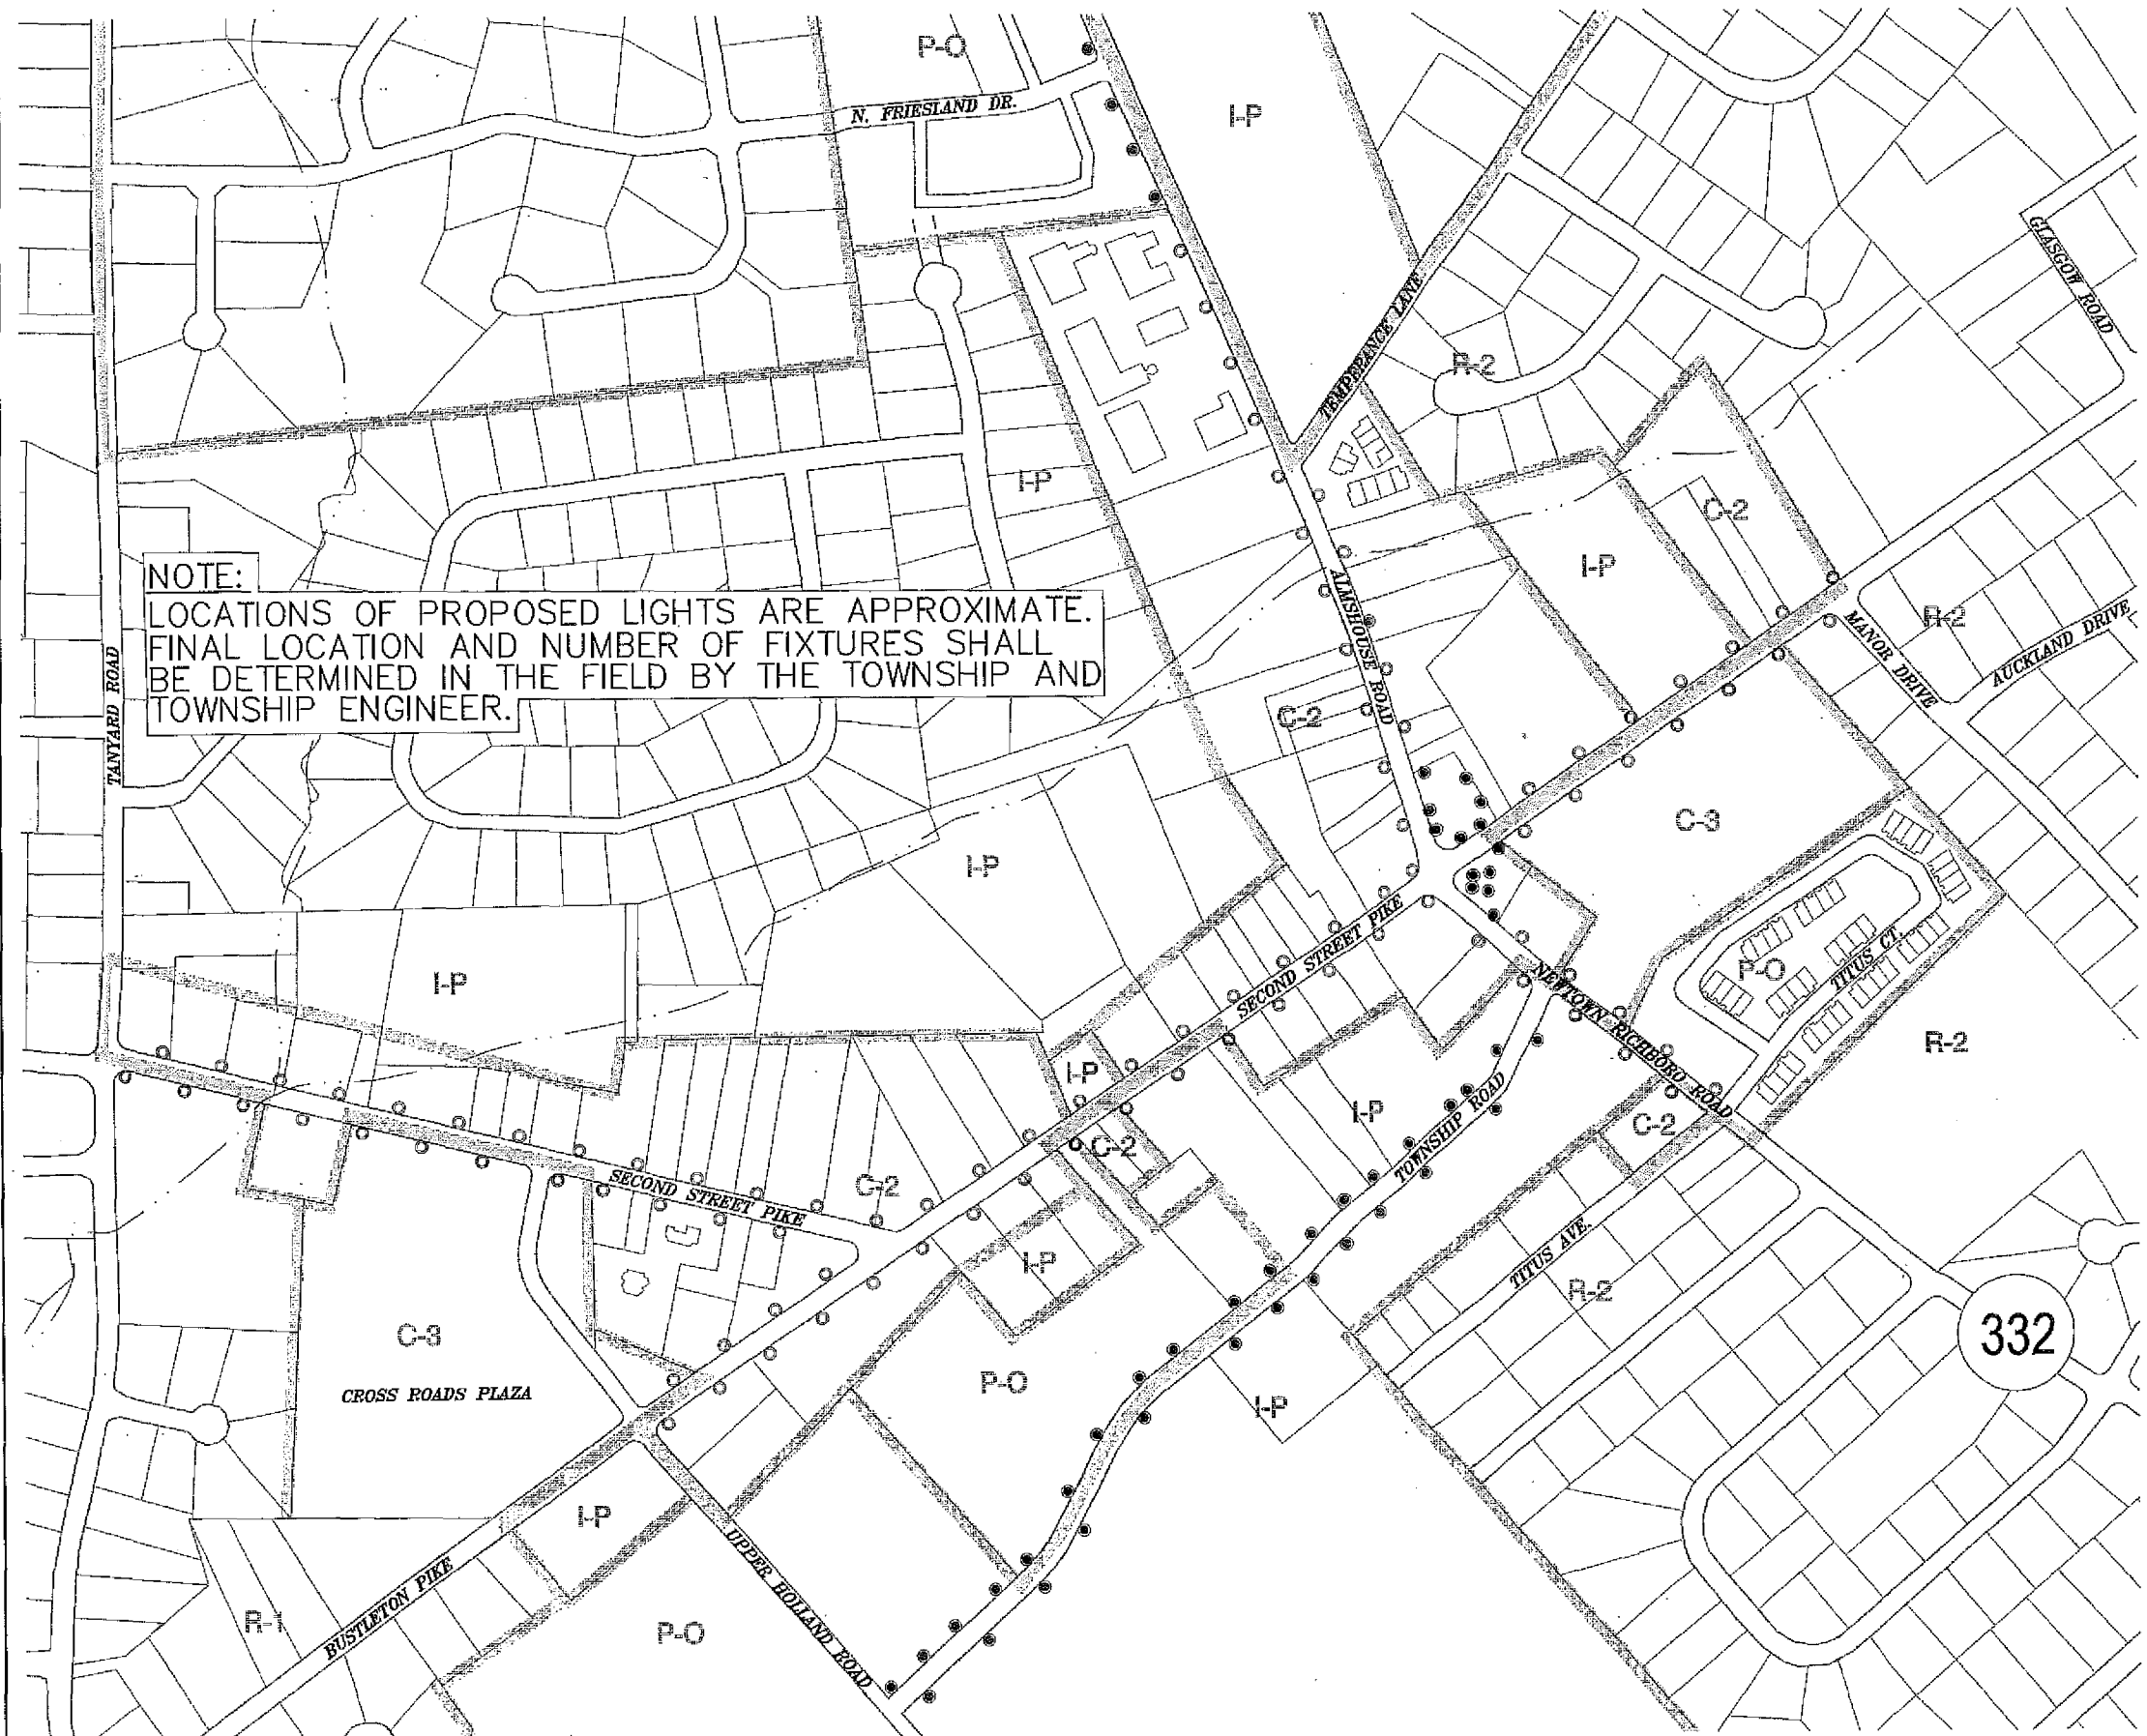 P-O
N. FRIESLAND DR.
I-P
GLASGOW ROAD
TEMPERANCE LANE
R-2
I-P
C-2
I-P
NOTE:
LOCATIONS OF PROPOSED LIGHTS ARE APPROXIMATE.
FINAL LOCATION AND NUMBER OF FIXTURES SHALL
BE DETERMINED IN THE FIELD BY THE TOWNSHIP AND
TOWNSHIP ENGINEER.
TANYARD ROAD
ALMSHOUSE ROAD
R-2
MANOR DRIVE
AUCKLAND DRIVE
C-2
C-3
I-P
SECOND STREET PIKE
NEWTOWN RICHBORO ROAD
P-O
TITUS CT.
I-P
R-2
I-P
I-P
TOWNSHIP ROAD
C-2
C-2
SECOND STREET PIKE
C-2
I-P
TITUS AVE.
R-2
332
C-3
CROSS ROADS PLAZA
P-O
I-P
I-P
BUSTLETON PIKE
UPPER HOLLAND ROAD
R-1
P-O